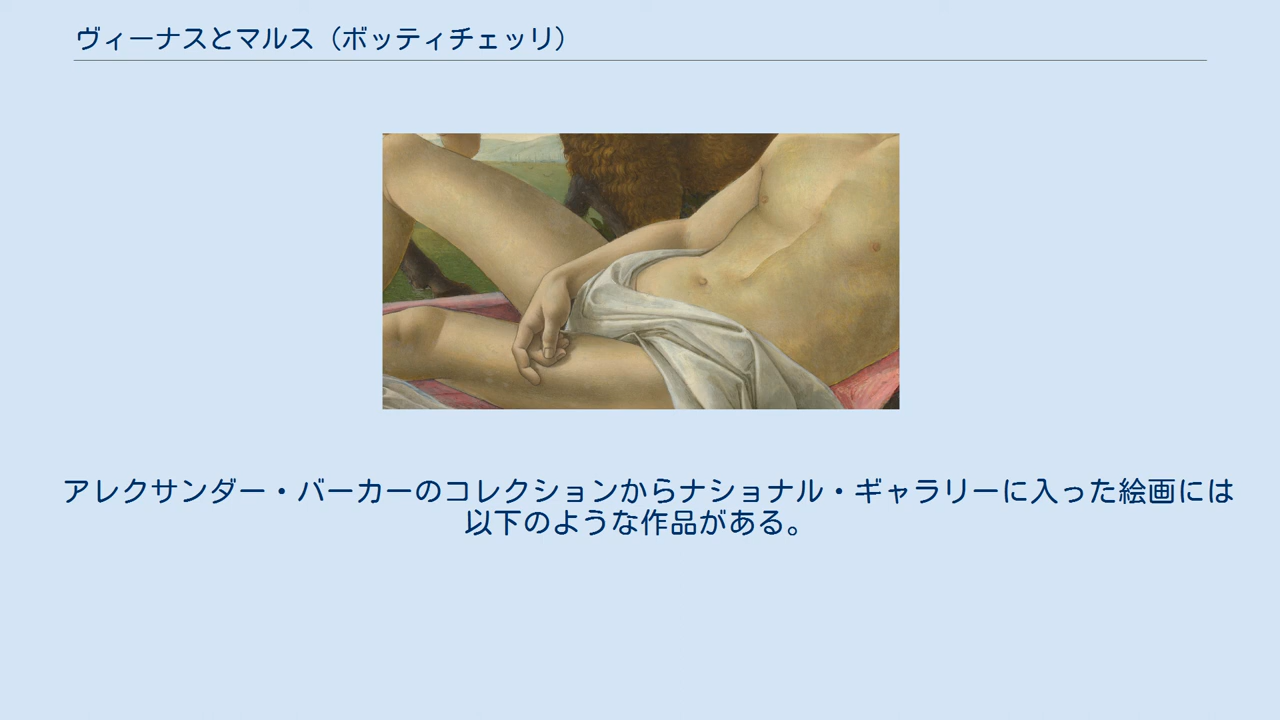 ヴィーナスとマルス（ボッティチェッリ）
アレクサンダー・バーカーのコレクションからナショナル・ギャラリーに入った絵画には
以下のような作品がある。